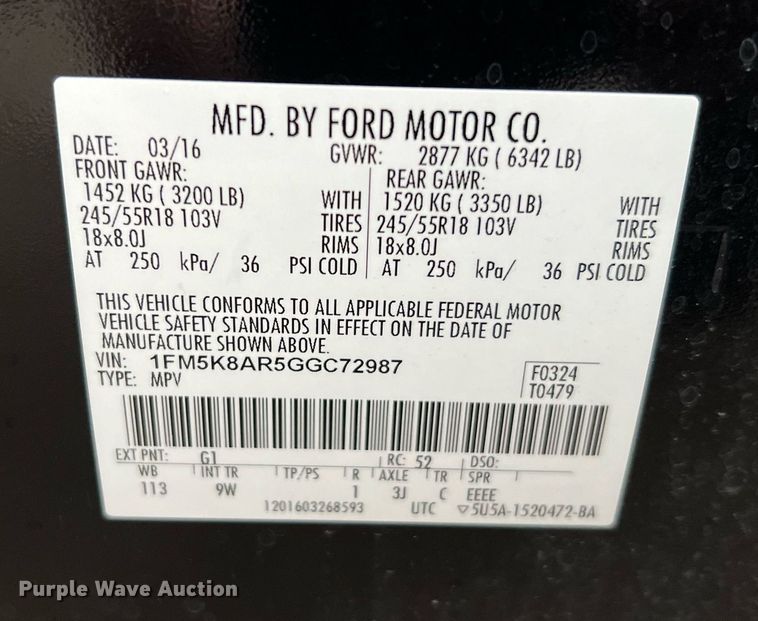 MFD. BY FORD MOTOR CO.
DATE: 03/16 GVWR: 2877 KG ( 6342 LB)
FRONT GAWR: REAR GAWR:
1452 KG ( 3200 LB) WITH 1520 KG ( 3350 LB) WITH
245/55R18 103V TIRES 245/55R18 103V TIRES
18x8.0J RIMS 18x8.0J RIMS
AT 250 kPa/ 36 PSI COLD AT 250 kPa/ 36 PSI COLD
THIS VEHICLE CONFORMS TO ALL APPLICABLE FEDERAL MOTOR
VEHICLE SAFETY STANDARDS IN EFFECT ON THE DATE OF
MANUFACTURE SHOWN ABOVE.
VIN: 1FM5K8AR5GGC72987
TYPE: MPV
F0324
T0479
EXT PNT: G1 RC: 52 DSO:
WB INT TR TP/PS R AXLE TR SPR
113 9W 1 3J C EEEE
1201603268593 UTC ▽5U5A-1520472-BA
Purple Wave Auction